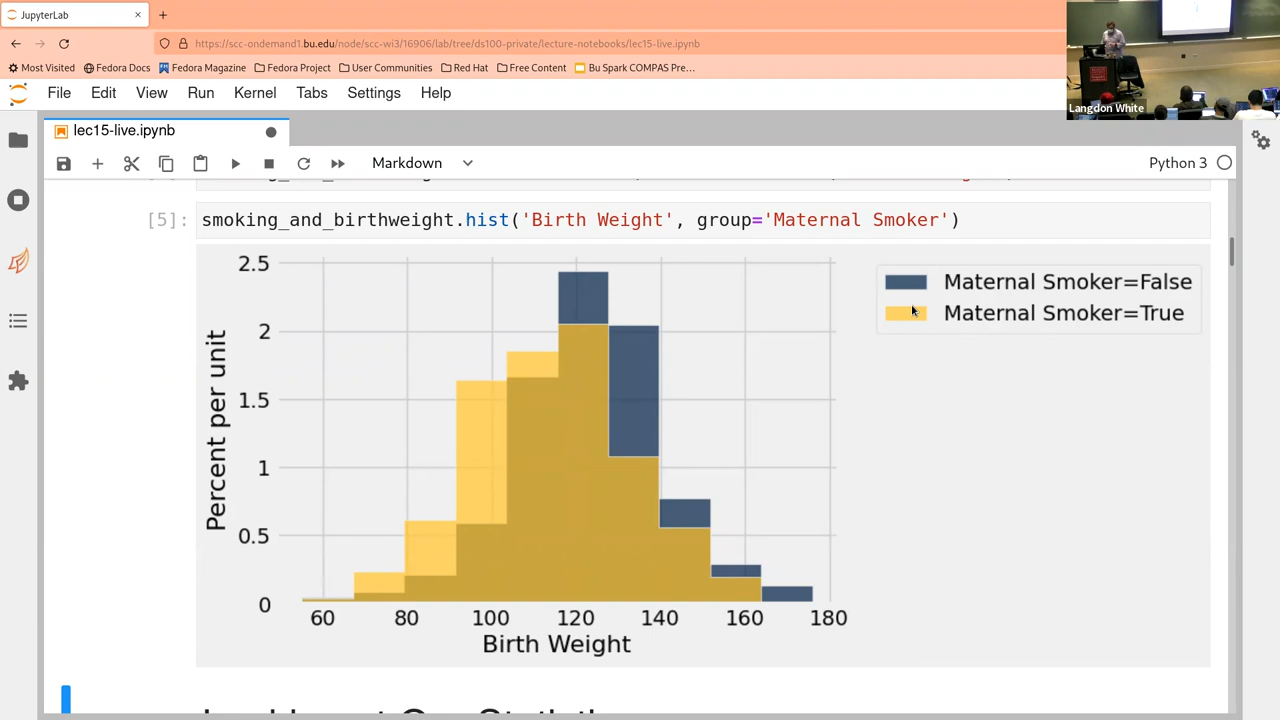 JupyterLab
https://scc-ondemand1.bu.edu/node/scc-wi3/16906/lab/tree/ds100-private/lecture-notebooks/lec15-live.ipynb
Most Visited Fedora Docs Fedora Magazine Fedora Project User Communities Red Hat Free Content Bu Spark COMPAS Pre…
Langdon White
File Edit View Run Kernel Tabs Settings Help
lec15-live.ipynb
Markdown
Python 3
[5]: smoking_and_birthweight.hist('Birth Weight', group='Maternal Smoker')
Maternal Smoker=False
Maternal Smoker=True
Percent per unit
2.5
2
1.5
1
0.5
0
60 80 100 120 140 160 180
Birth Weight